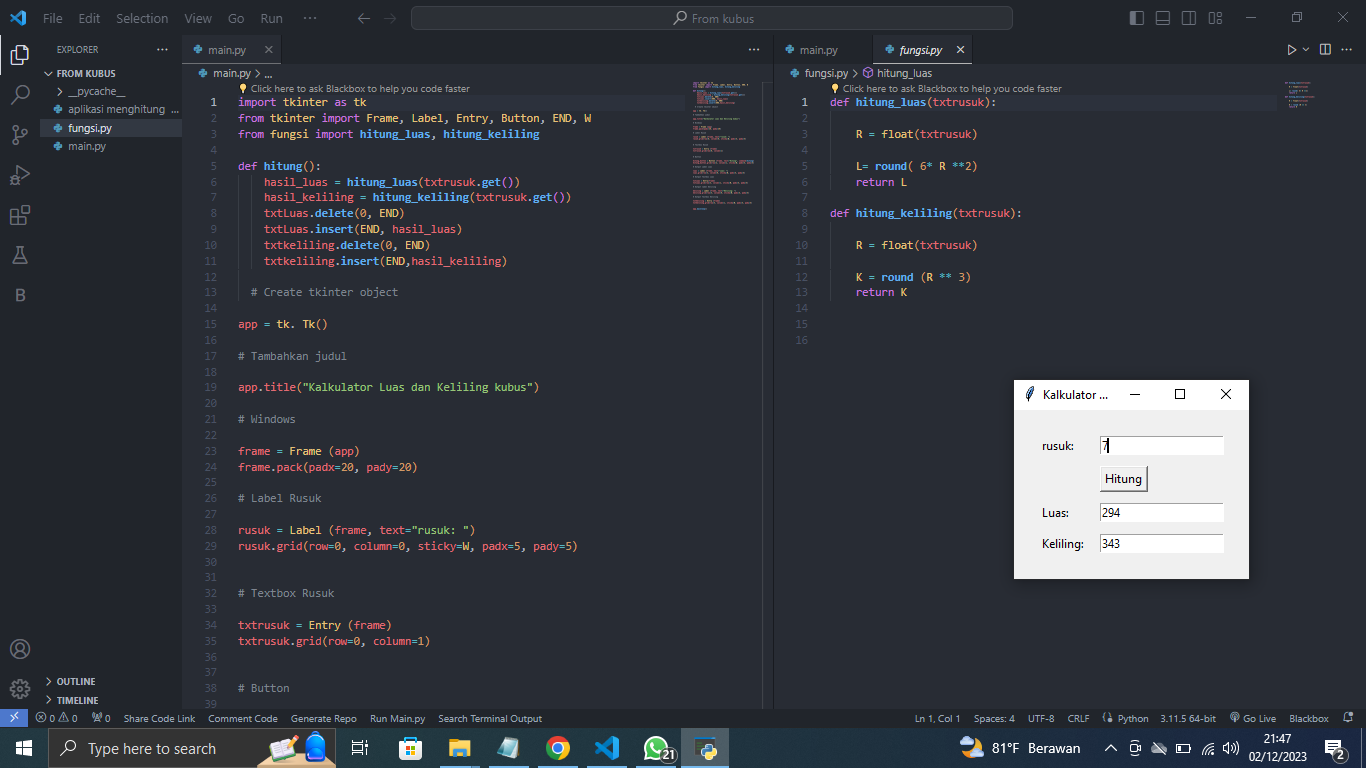 File Edit Selection View Go Run ··· From kubus
EXPLORER ···
FROM KUBUS
__pycache__
aplikasi menghitung ...
fungsi.py
main.py
OUTLINE
TIMELINE
main.py
main.py > ...
Click here to ask Blackbox to help you code faster
1 import tkinter as tk
2 from tkinter import Frame, Label, Entry, Button, END, W
3 from fungsi import hitung_luas, hitung_keliling
4
5 def hitung():
6 hasil_luas = hitung_luas(txtrusuk.get())
7 hasil_keliling = hitung_keliling(txtrusuk.get())
8 txtLuas.delete(0, END)
9 txtLuas.insert(END, hasil_luas)
10 txtkeliling.delete(0, END)
11 txtkeliling.insert(END,hasil_keliling)
12
13 # Create tkinter object
14
15 app = tk. Tk()
16
17 # Tambahkan judul
18
19 app.title("Kalkulator Luas dan Keliling kubus")
20
21 # Windows
22
23 frame = Frame (app)
24 frame.pack(padx=20, pady=20)
25
26 # Label Rusuk
27
28 rusuk = Label (frame, text="rusuk: ")
29 rusuk.grid(row=0, column=0, sticky=W, padx=5, pady=5)
30
31
32 # Textbox Rusuk
33
34 txtrusuk = Entry (frame)
35 txtrusuk.grid(row=0, column=1)
36
37
38 # Button
39
main.py fungsi.py
fungsi.py > hitung_luas
Click here to ask Blackbox to help you code faster
1 def hitung_luas(txtrusuk):
2
3 R = float(txtrusuk)
4
5 L= round( 6* R **2)
6 return L
7
8 def hitung_keliling(txtrusuk):
9
10 R = float(txtrusuk)
11
12 K = round (R ** 3)
13 return K
14
15
16
Kalkulator ...
rusuk: 7
Hitung
Luas: 294
Keliling: 343
0 0 0 Share Code Link Comment Code Generate Repo Run Main.py Search Terminal Output Ln 1, Col 1 Spaces: 4 UTF-8 CRLF Python 3.11.5 64-bit Go Live Blackbox
Type here to search 21 81°F Berawan 21:47
02/12/2023 2